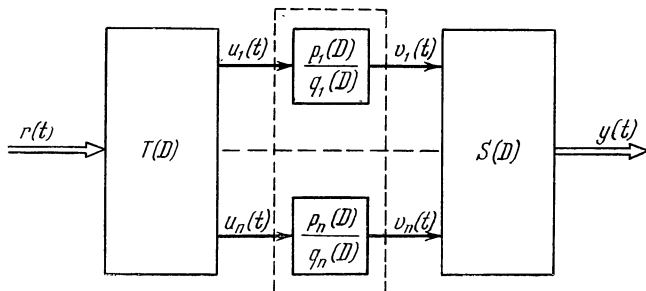 u₁(t)
p₁(D)
q₁(D)
v₁(t)
r(t)
T(D)
S(D)
y(t)
uₙ(t)
pₙ(D)
qₙ(D)
vₙ(t)